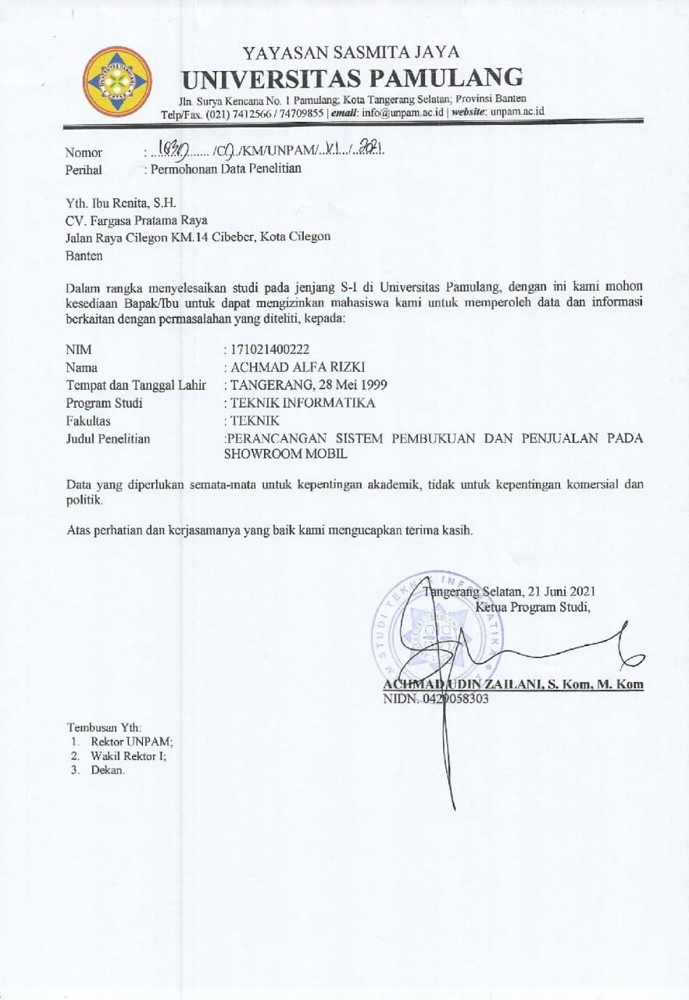 YAYASAN SASMITA JAYA
UNIVERSITAS PAMULANG
Jln. Surya Kencana No. 1 Pamulang; Kota Tangerang Selatan; Provinsi Banten
Telp/Fax. (021) 7412566 / 74709855 | email: info@unpam.ac.id | website: unpam.ac.id
Nomor : .......... /C../KM/UNPAM/..VI../..2021.
Perihal : Permohonan Data Penelitian
Yth. Ibu Renita, S.H.
CV. Fargasa Pratama Raya
Jalan Raya Cilegon KM.14 Cibeber, Kota Cilegon
Banten
Dalam rangka menyelesaikan studi pada jenjang S-1 di Universitas Pamulang, dengan ini kami mohon
kesediaan Bapak/Ibu untuk dapat mengizinkan mahasiswa kami untuk memperoleh data dan informasi
berkaitan dengan permasalahan yang diteliti, kepada:
NIM : 171021400222
Nama : ACHMAD ALFA RIZKI
Tempat dan Tanggal Lahir : TANGERANG, 28 Mei 1999
Program Studi : TEKNIK INFORMATIKA
Fakultas : TEKNIK
Judul Penelitian :PERANCANGAN SISTEM PEMBUKUAN DAN PENJUALAN PADA
SHOWROOM MOBIL
Data yang diperlukan semata-mata untuk kepentingan akademik, tidak untuk kepentingan komersial dan
politik.
Atas perhatian dan kerjasamanya yang baik kami mengucapkan terima kasih.
Tangerang Selatan, 21 Juni 2021
Ketua Program Studi,
STUDI TEKNIK INFORMATIKA
ACHMAD UDIN ZAILANI, S. Kom, M. Kom
NIDN. 0429058303
Tembusan Yth:
1. Rektor UNPAM;
2. Wakil Rektor I;
3. Dekan.